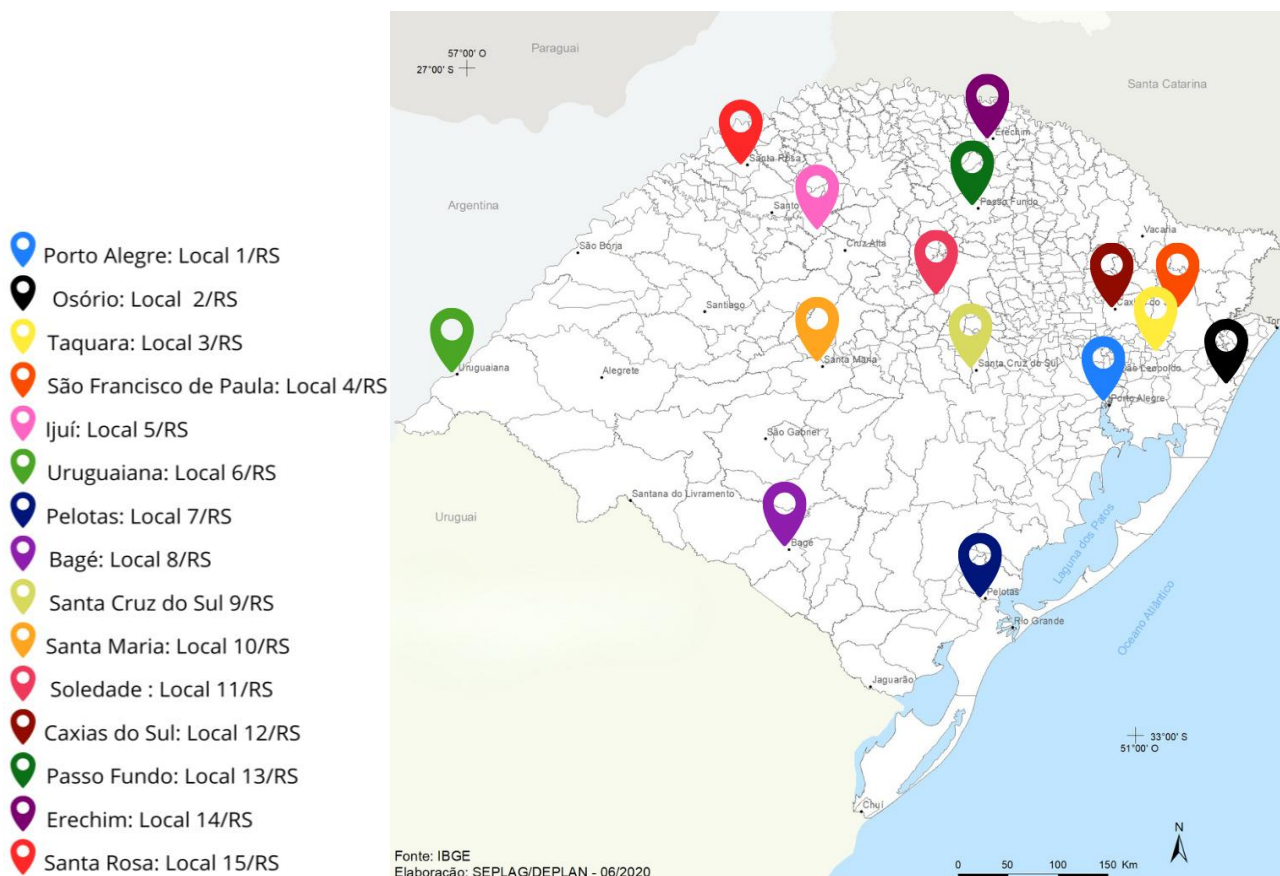 Porto Alegre: Local 1/RS
Osório: Local 2/RS
Taquara: Local 3/RS
São Francisco de Paula: Local 4/RS
Ijuí: Local 5/RS
Uruguaiana: Local 6/RS
Pelotas: Local 7/RS
Bagé: Local 8/RS
Santa Cruz do Sul 9/RS
Santa Maria: Local 10/RS
Soledade : Local 11/RS
Caxias do Sul: Local 12/RS
Passo Fundo: Local 13/RS
Erechim: Local 14/RS
Santa Rosa: Local 15/RS
57°00' O
27°00' S
Paraguai
Santa Catarina
Erechim
Santa Rosa
Argentina
Santo
Passo Fundo
Vacaria
São Borja
Cruz Alta
Santiago
Caxias do S
Tor
Uruguaiana
Alegrete
Santa Maria
Santa Cruz do Sul
ão Leopoldo
Porto Alegre
São Gabriel
Santana do Livramento
Uruguai
Bagé
Laguna dos Patos
Pelotas
Rio Grande
Oceano Atlântico
Jaguarão
33°00' S
51°00' O
Chuí
N
Fonte: IBGE
Elaboração: SEPLAG/DEPLAN - 06/2020
0 50 100 150 Km